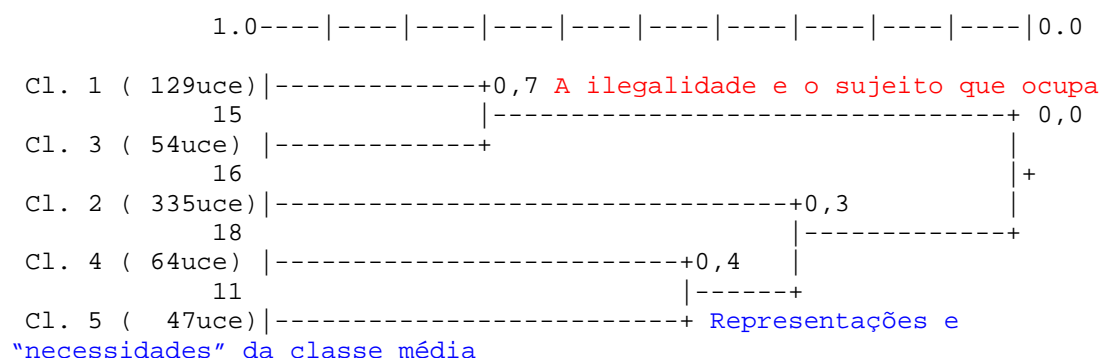 1.0----|----|----|----|----|----|----|----|----|----|0.0
Cl. 1 ( 129uce)|-------------+0,7 A ilegalidade e o sujeito que ocupa
15 |---------------------------------+ 0,0
Cl. 3 ( 54uce) |-------------+ |
16 |+
Cl. 2 ( 335uce)|---------------------------------+0,3 |
18 |-------------+
Cl. 4 ( 64uce) |--------------------------+0,4 |
11 |------+
Cl. 5 ( 47uce)|--------------------------+ Representações e
“necessidades” da classe média